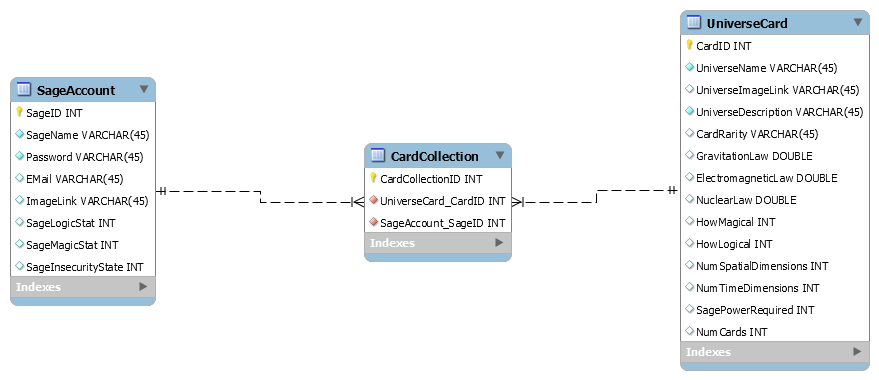 SageAccount
SageID INT
SageName VARCHAR(45)
Password VARCHAR(45)
EMail VARCHAR(45)
ImageLink VARCHAR(45)
SageLogicStat INT
SageMagicStat INT
SageInsecurityState INT
Indexes
CardCollection
CardCollectionID INT
UniverseCard_CardID INT
SageAccount_SageID INT
Indexes
UniverseCard
CardID INT
UniverseName VARCHAR(45)
UniverseImageLink VARCHAR(45)
UniverseDescription VARCHAR(45)
CardRarity VARCHAR(45)
GravitationLaw DOUBLE
ElectromagneticLaw DOUBLE
NuclearLaw DOUBLE
HowMagical INT
HowLogical INT
NumSpatialDimensions INT
NumTimeDimensions INT
SagePowerRequired INT
NumCards INT
Indexes